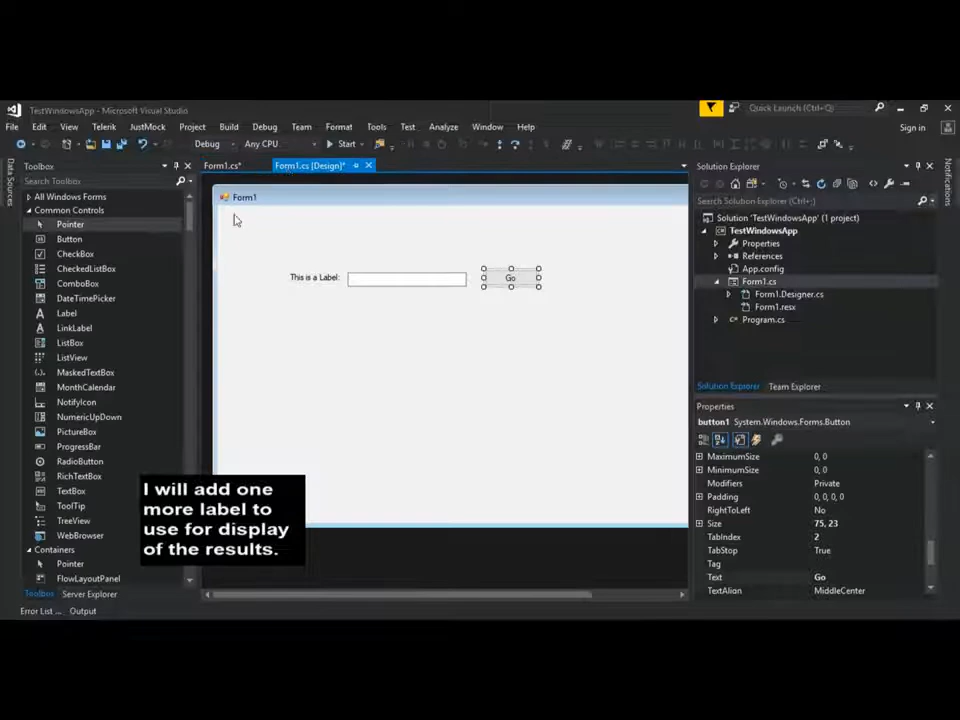 TestWindowsApp - Microsoft Visual Studio
Quick Launch (Ctrl+Q)
File Edit View Telerik JustMock Project Build Debug Team Format Tools Test Analyze Window Help
Sign in
Debug Any CPU Start
Data Sources
Toolbox
Search Toolbox
All Windows Forms
Common Controls
Pointer
Button
CheckBox
CheckedListBox
ComboBox
DateTimePicker
Label
LinkLabel
ListBox
ListView
MaskedTextBox
MonthCalendar
NotifyIcon
NumericUpDown
PictureBox
ProgressBar
RadioButton
RichTextBox
TextBox
ToolTip
TreeView
WebBrowser
Containers
Pointer
FlowLayoutPanel
Toolbox Server Explorer
Error List ... Output
Form1.cs* Form1.cs [Design]*
Form1
This is a Label: Go
I will add one
more label to
use for display
of the results.
Solution Explorer
Search Solution Explorer (Ctrl+;)
Solution 'TestWindowsApp' (1 project)
TestWindowsApp
Properties
References
App.config
Form1.cs
Form1.Designer.cs
Form1.resx
Program.cs
Solution Explorer Team Explorer
Properties
button1 System.Windows.Forms.Button
MaximumSize 0, 0
MinimumSize 0, 0
Modifiers Private
Padding 0, 0, 0, 0
RightToLeft No
Size 75, 23
TabIndex 2
TabStop True
Tag
Text Go
TextAlign MiddleCenter
Notifications